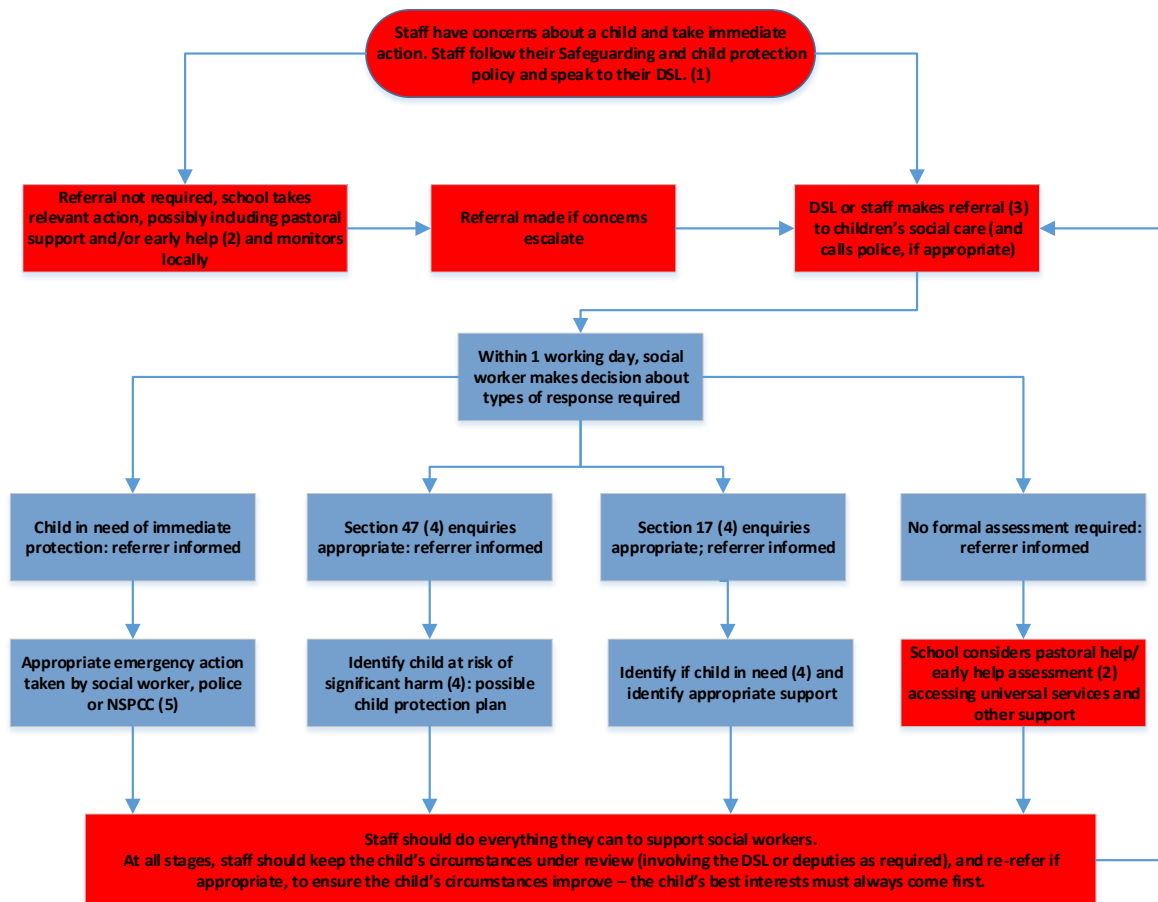 Staff have concerns about a child and take immediate
action. Staff follow their Safeguarding and child protection
policy and speak to their DSL. (1)
Referral not required, school takes
relevant action, possibly including pastoral
support and/or early help (2) and monitors
locally
Referral made if concerns
escalate
DSL or staff makes referral (3)
to children’s social care (and
calls police, if appropriate)
Within 1 working day, social
worker makes decision about
types of response required
Child in need of immediate
protection: referrer informed
Section 47 (4) enquiries
appropriate: referrer informed
Section 17 (4) enquiries
appropriate; referrer informed
No formal assessment required:
referrer informed
Appropriate emergency action
taken by social worker, police
or NSPCC (5)
Identify child at risk of
significant harm (4): possible
child protection plan
Identify if child in need (4) and
identify appropriate support
School considers pastoral help/
early help assessment (2)
accessing universal services and
other support
Staff should do everything they can to support social workers.
At all stages, staff should keep the child’s circumstances under review (involving the DSL or deputies as required), and re-refer if
appropriate, to ensure the child’s circumstances improve – the child’s best interests must always come first.